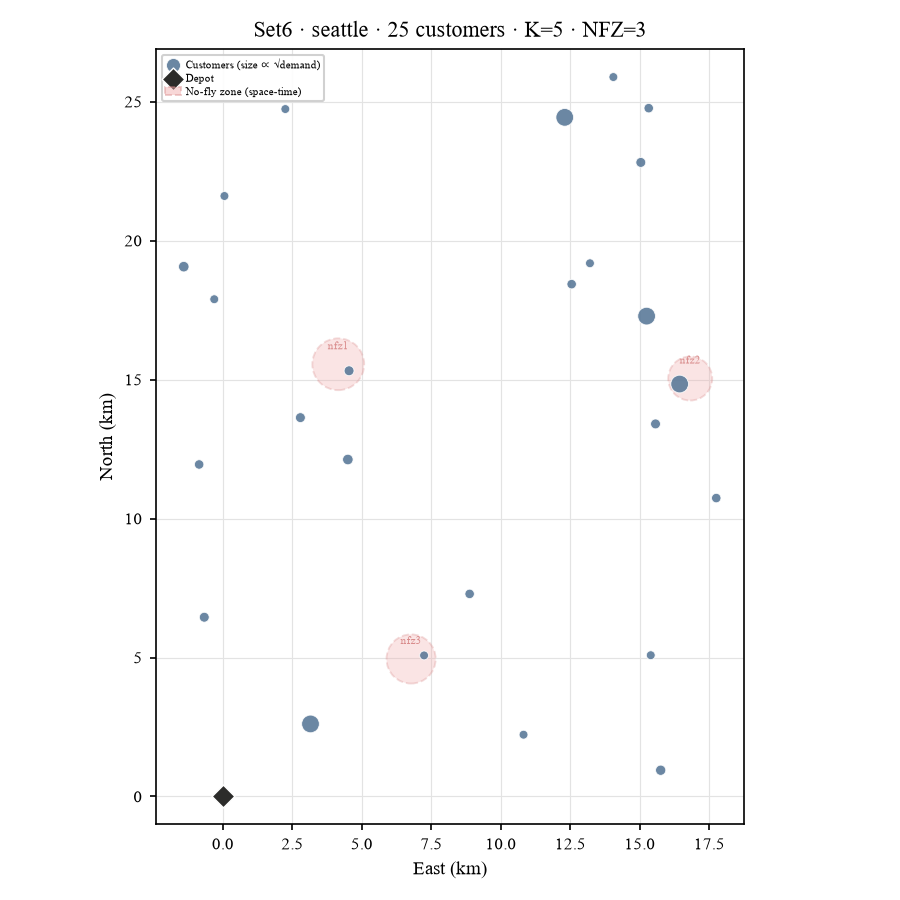 Set6 · seattle · 25 customers · K=5 · NFZ=3
Customers (size ∝ √demand)
Depot
No-fly zone (space-time)
25
20
15
10
5
0
North (km)
nfz1
nfz2
nfz3
0.0 2.5 5.0 7.5 10.0 12.5 15.0 17.5
East (km)